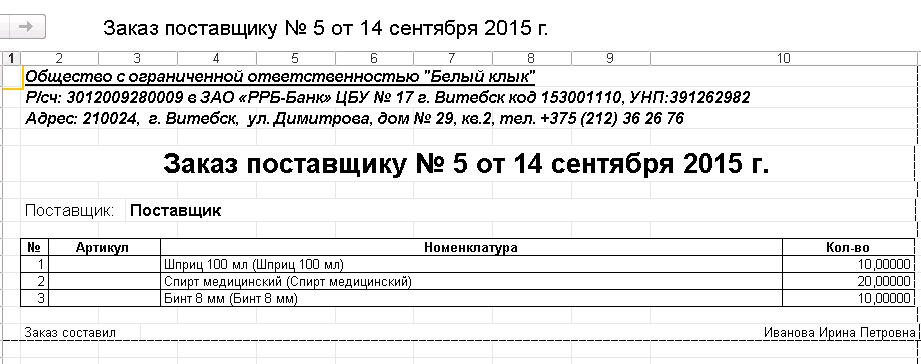 Заказ поставщику № 5 от 14 сентября 2015 г.
1 2 3 4 5 6 7 8 9 10
Общество с ограниченной ответственностью "Белый клык"
Р/сч: 3012009280009 в ЗАО «РРБ-Банк» ЦБУ № 17 г. Витебск код 153001110, УНП:391262982
Адрес: 210024, г. Витебск, ул. Димитрова, дом № 29, кв.2, тел. +375 (212) 36 26 76
Заказ поставщику № 5 от 14 сентября 2015 г.
Поставщик: Поставщик
№ Артикул Номенклатура Кол-во
1 Шприц 100 мл (Шприц 100 мл) 10,00000
2 Спирт медицинский (Спирт медицинский) 20,00000
3 Бинт 8 мм (Бинт 8 мм) 10,00000
Заказ составил Иванова Ирина Петровна